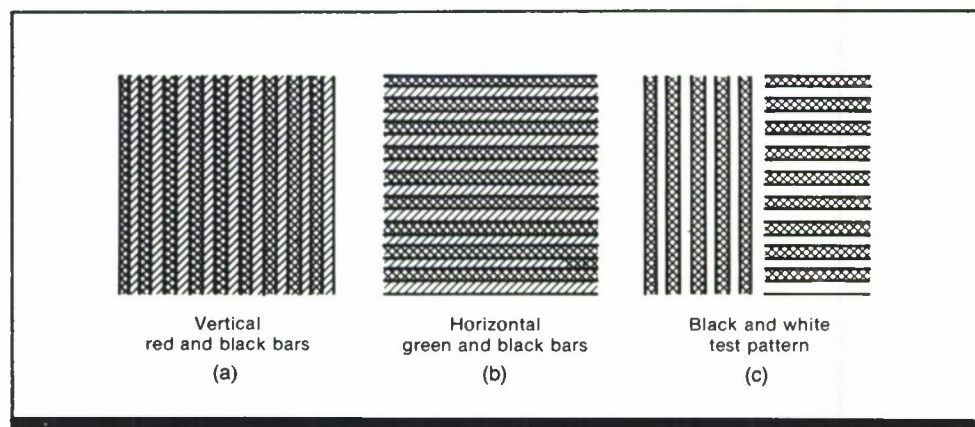 Vertical
red and black bars
(a)
Horizontal
green and black bars
(b)
Black and white
test pattern
(c)